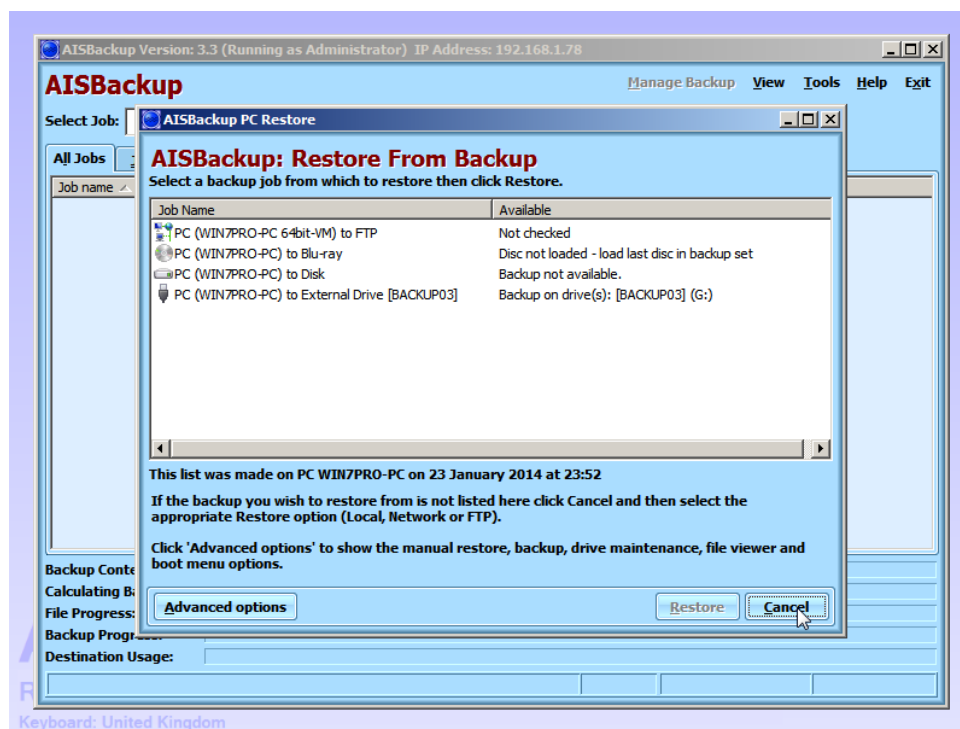 AISBackup Version: 3.3 (Running as Administrator) IP Address: 192.168.1.78
AISBackup
Manage Backup View Tools Help Exit
Select Job:
AISBackup PC Restore
All Jobs
AISBackup: Restore From Backup
Select a backup job from which to restore then click Restore.
Job name
Job Name Available
PC (WIN7PRO-PC 64bit-VM) to FTP Not checked
PC (WIN7PRO-PC) to Blu-ray Disc not loaded - load last disc in backup set
PC (WIN7PRO-PC) to Disk Backup not available.
PC (WIN7PRO-PC) to External Drive [BACKUP03] Backup on drive(s): [BACKUP03] (G:)
This list was made on PC WIN7PRO-PC on 23 January 2014 at 23:52
If the backup you wish to restore from is not listed here click Cancel and then select the
appropriate Restore option (Local, Network or FTP).
Click 'Advanced options' to show the manual restore, backup, drive maintenance, file viewer and
boot menu options.
Backup Conte
Calculating B
File Progress:
Advanced options Restore Cancel
Backup Progr
Destination Usage:
Keyboard: United Kingdom